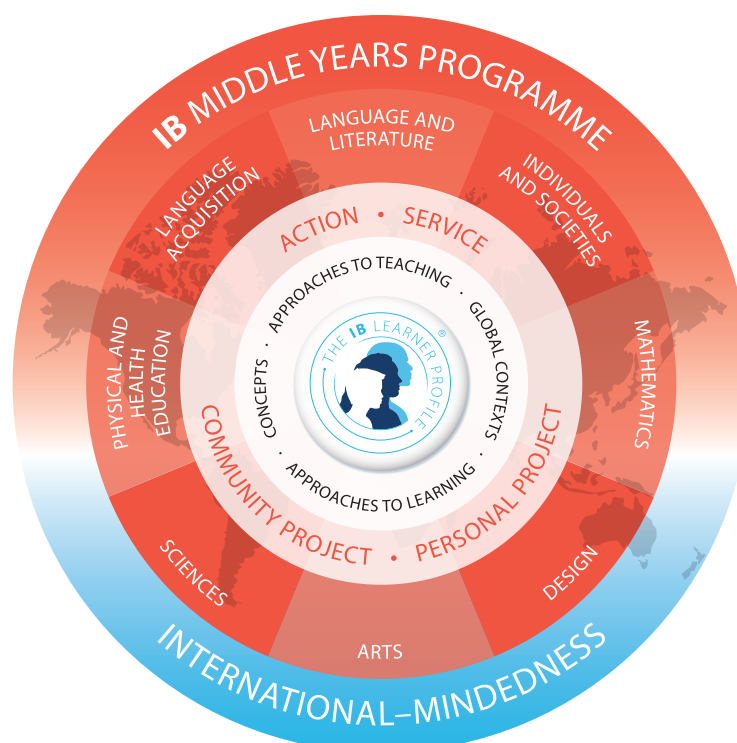 IB MIDDLE YEARS PROGRAMME
LANGUAGE AND
LITERATURE
INDIVIDUALS
AND SOCIETIES
MATHEMATICS
DESIGN
ARTS
SCIENCES
PHYSICAL AND
HEALTH
EDUCATION
LANGUAGE
ACQUISITION
ACTION • SERVICE
COMMUNITY PROJECT • PERSONAL PROJECT
APPROACHES TO TEACHING ·
GLOBAL CONTEXTS ·
APPROACHES TO LEARNING ·
CONCEPTS ·
THE IB LEARNER PROFILE ®
INTERNATIONAL–MINDEDNESS